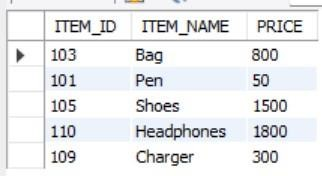 ITEM_ID ITEM_NAME PRICE
103 Bag 800
101 Pen 50
105 Shoes 1500
110 Headphones 1800
109 Charger 300